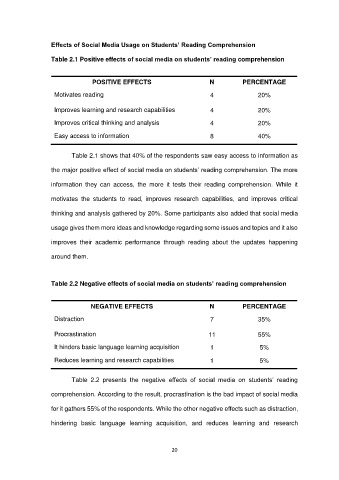 Effects of Social Media Usage on Students' Reading Comprehension
Table 2.1 Positive effects of social media on students' reading comprehension
POSITIVE EFFECTS N PERCENTAGE
Motivates reading 4 20%
Improves learning and research capabilities 4 20%
Improves critical thinking and analysis 4 20%
Easy access to information 8 40%
Table 2.1 shows that 40% of the respondents saw easy access to information as
the major positive effect of social media on students' reading comprehension. The more
information they can access, the more it tests their reading comprehension. While it
motivates the students to read, improves research capabilities, and improves critical
thinking and analysis gathered by 20%. Some participants also added that social media
usage gives them more ideas and knowledge regarding some issues and topics and it also
improves their academic performance through reading about the updates happening
around them.
Table 2.2 Negative effects of social media on students' reading comprehension
NEGATIVE EFFECTS N PERCENTAGE
Distraction 7 35%
Procrastination 11 55%
It hinders basic language learning acquisition 1 5%
Reduces learning and research capabilities 1 5%
Table 2.2 presents the negative effects of social media on students' reading
comprehension. According to the result, procrastination is the bad impact of social media
for it gathers 55% of the respondents. While the other negative effects such as distraction,
hindering basic language learning acquisition, and reduces learning and research
20